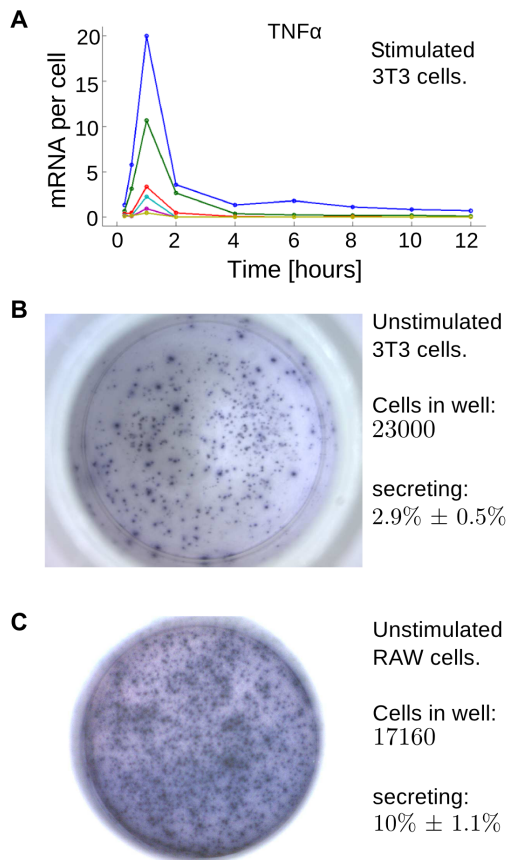 A
TNFα
Stimulated
3T3 cells.
mRNA per cell
20
15
10
5
0
0 2 4 6 8 10 12
Time [hours]
B
Unstimulated
3T3 cells.
Cells in well:
23000
secreting:
2.9% ± 0.5%
C
Unstimulated
RAW cells.
Cells in well:
17160
secreting:
10% ± 1.1%